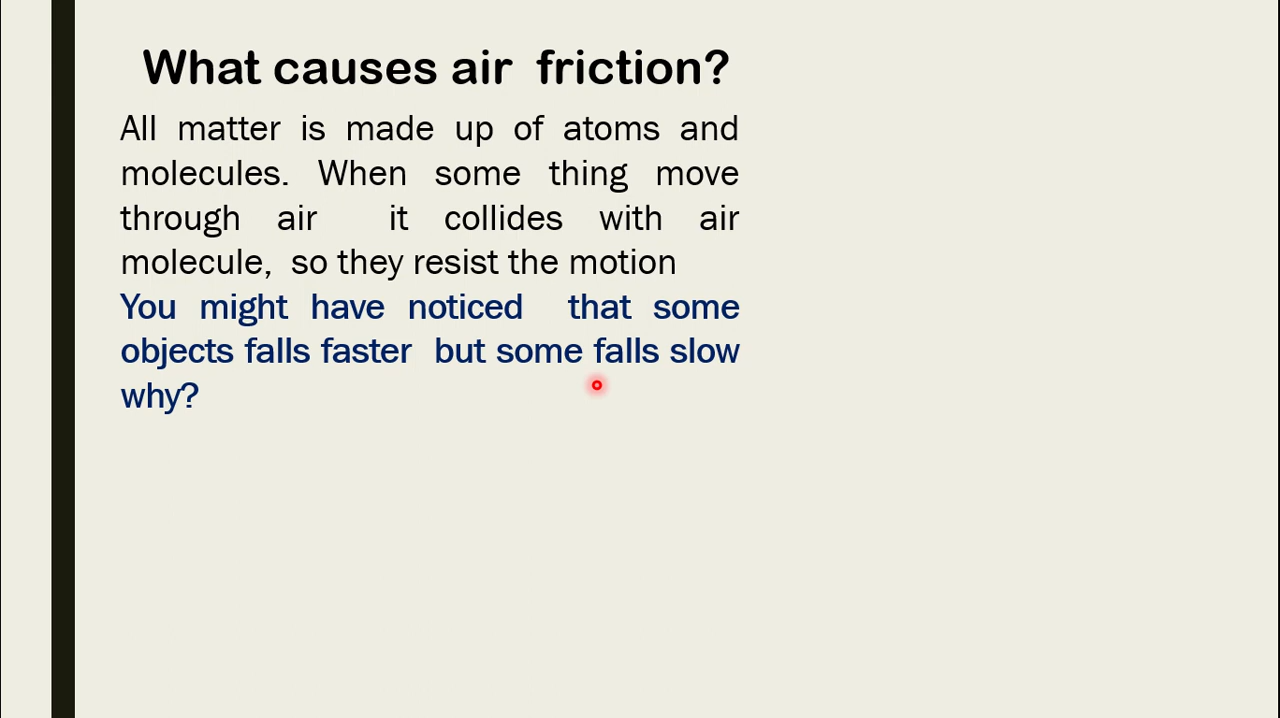 What causes air friction?
All matter is made up of atoms and
molecules. When some thing move
through air it collides with air
molecule, so they resist the motion
You might have noticed that some
objects falls faster but some falls slow
why?